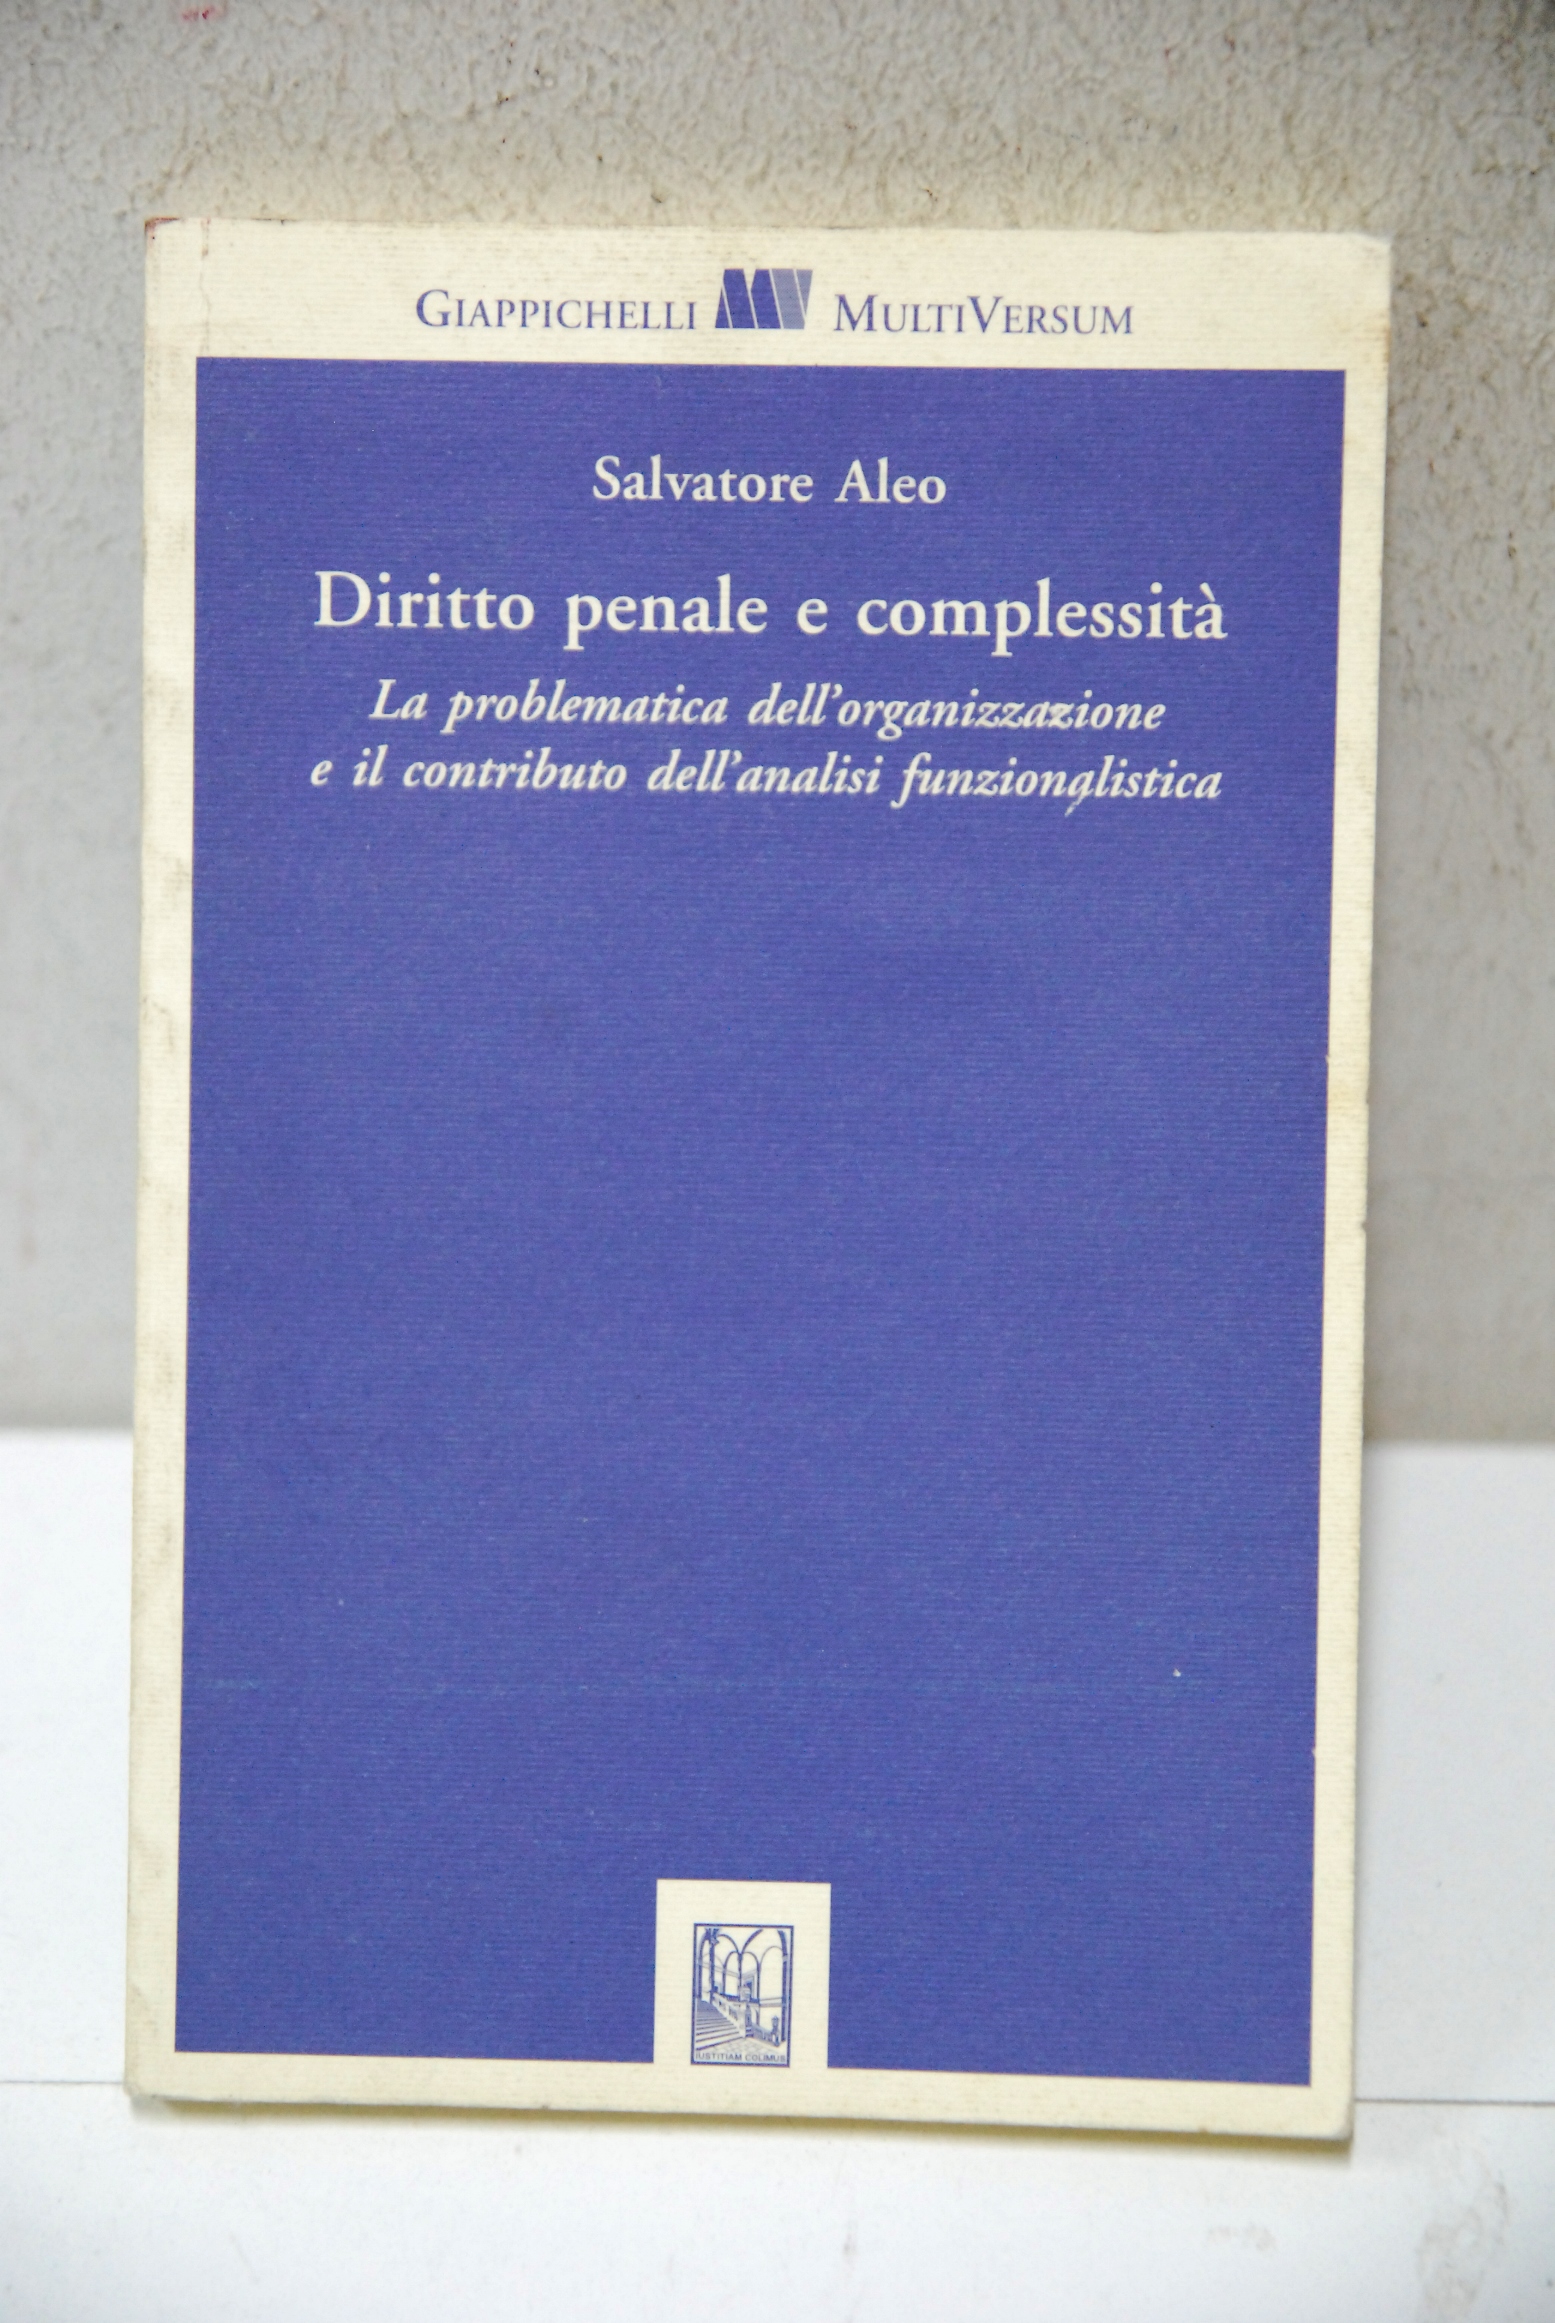 GIAPPICHELLI MULTIVERSUM
Salvatore Aleo
Diritto penale e complessità
La problematica dell'organizzazione
e il contributo dell'analisi funzionalistica
IUSTITIAM COLIMUS